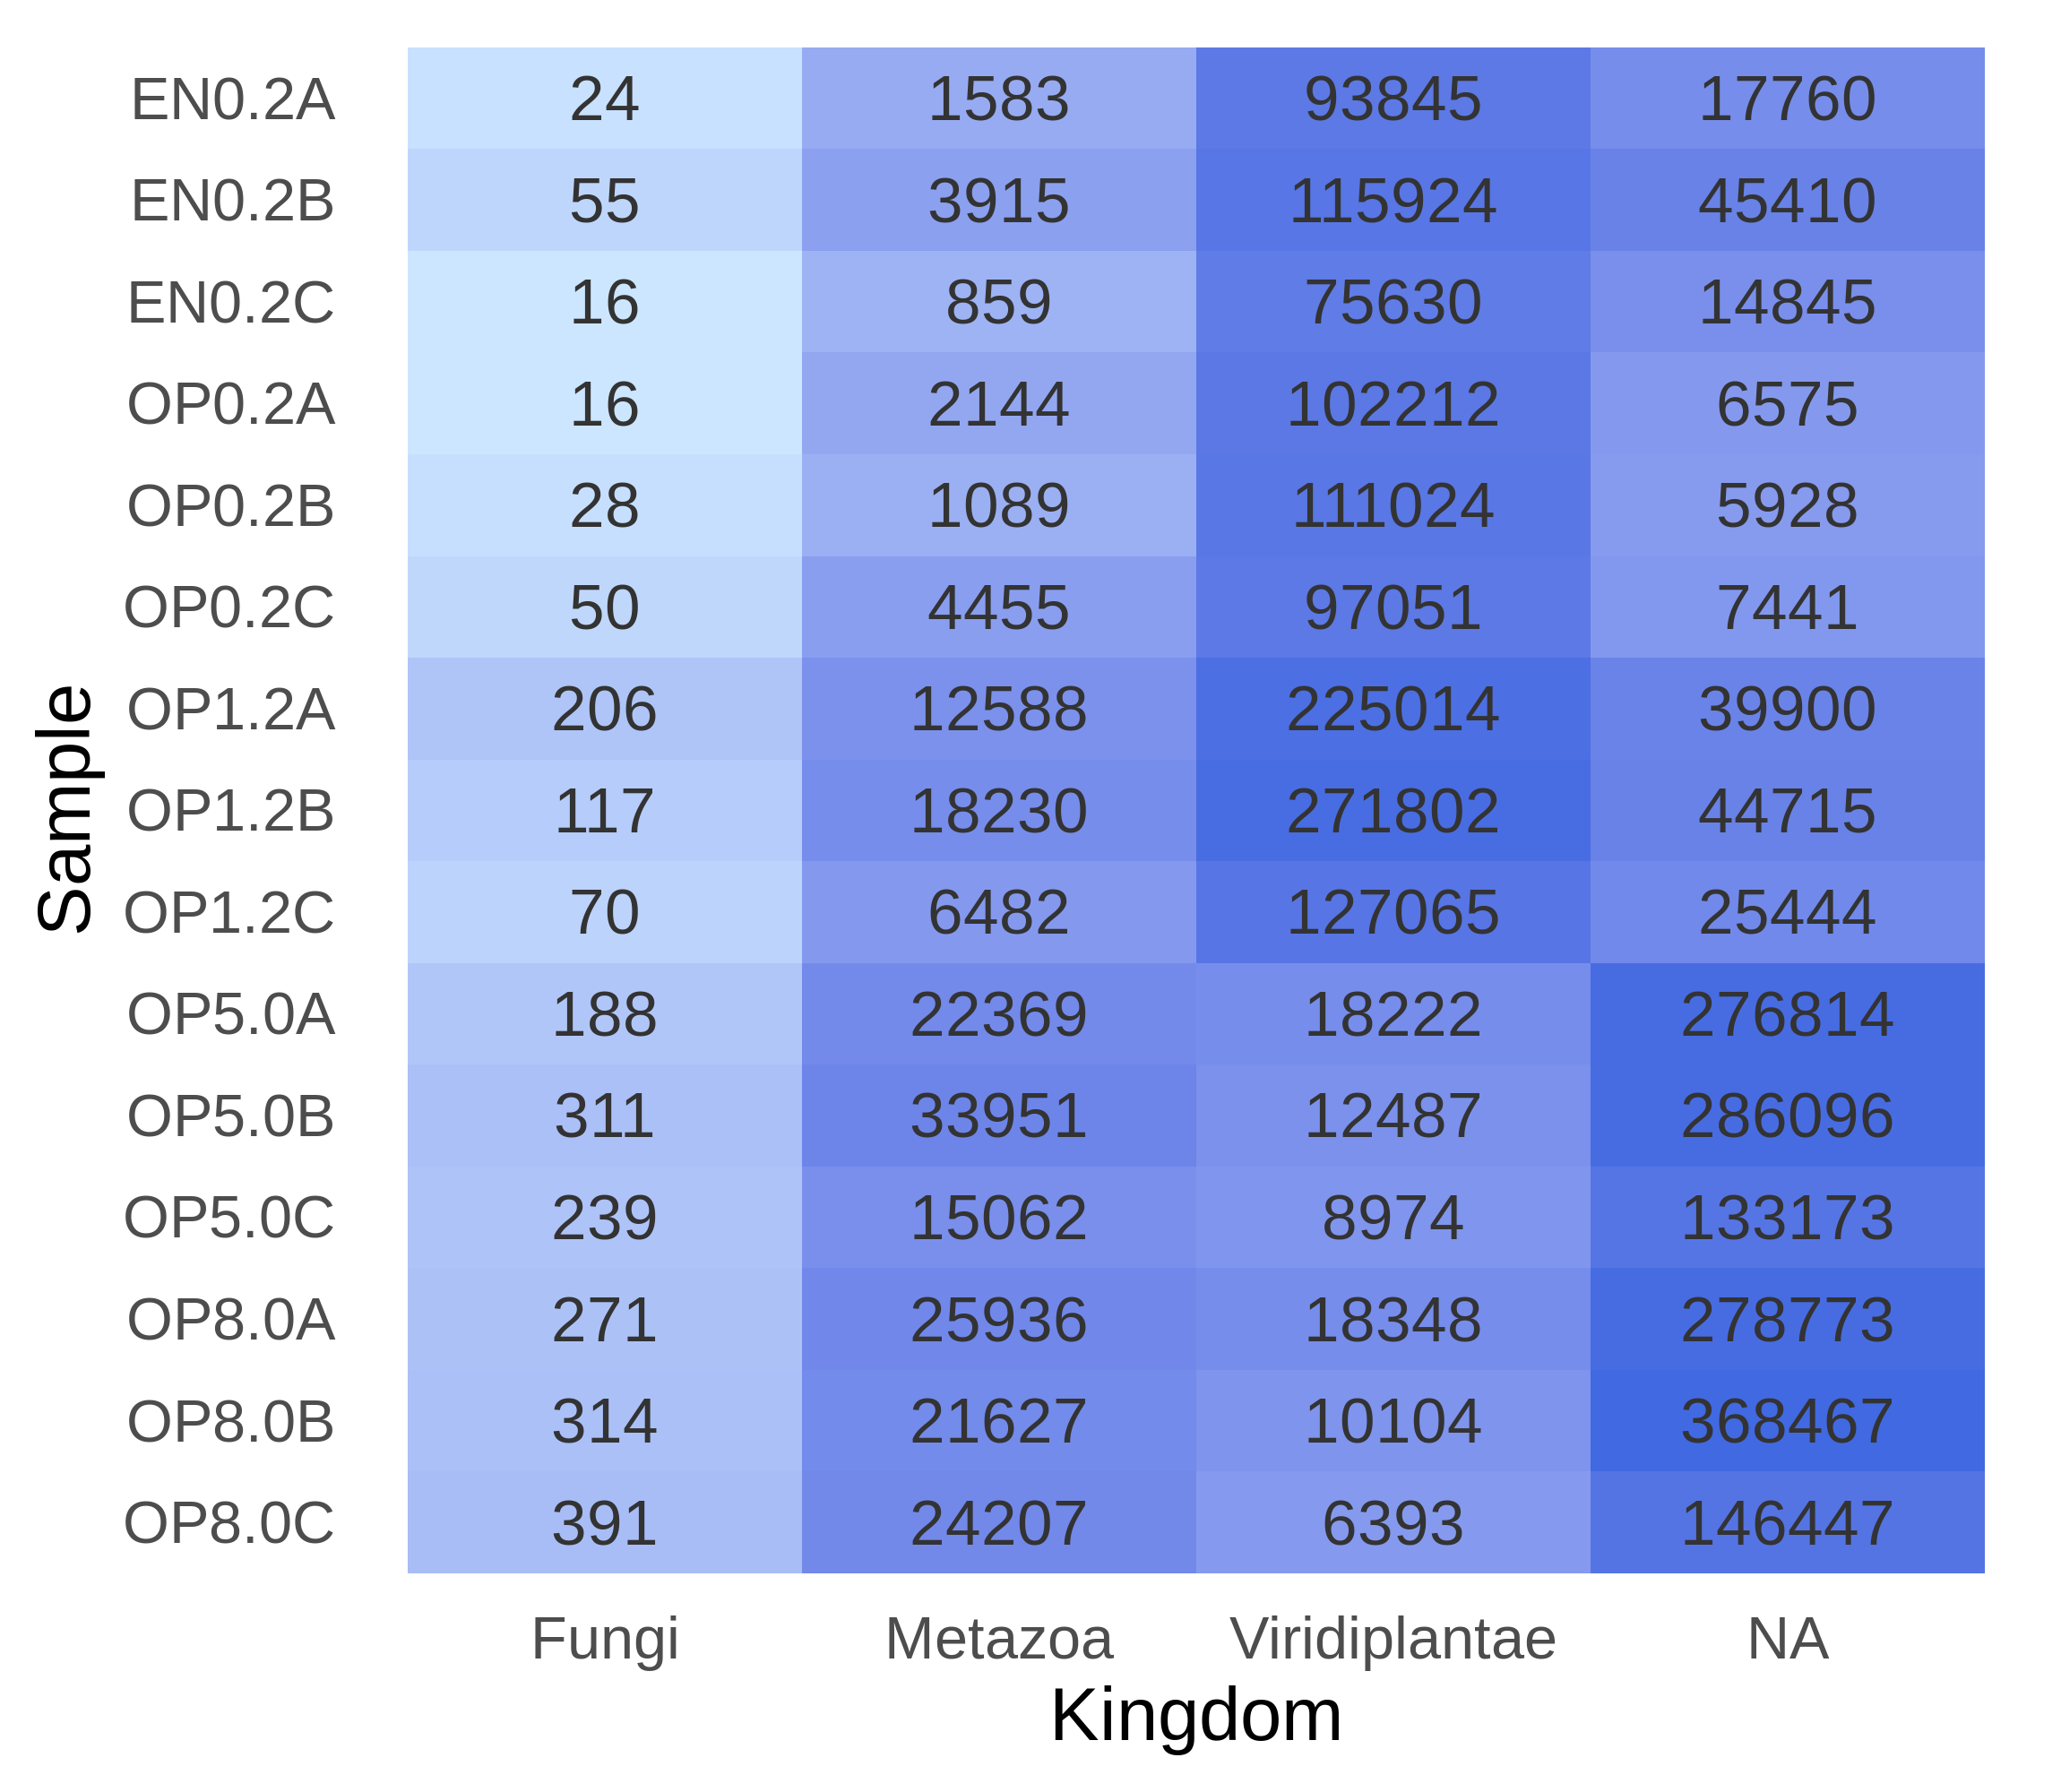 EN0.2A 24 1583 93845 17760
EN0.2B 55 3915 115924 45410
EN0.2C 16 859 75630 14845
OP0.2A 16 2144 102212 6575
OP0.2B 28 1089 111024 5928
OP0.2C 50 4455 97051 7441
OP1.2A 206 12588 225014 39900
OP1.2B 117 18230 271802 44715
OP1.2C 70 6482 127065 25444
OP5.0A 188 22369 18222 276814
OP5.0B 311 33951 12487 286096
OP5.0C 239 15062 8974 133173
OP8.0A 271 25936 18348 278773
OP8.0B 314 21627 10104 368467
OP8.0C 391 24207 6393 146447
Sample
Fungi Metazoa Viridiplantae NA
Kingdom